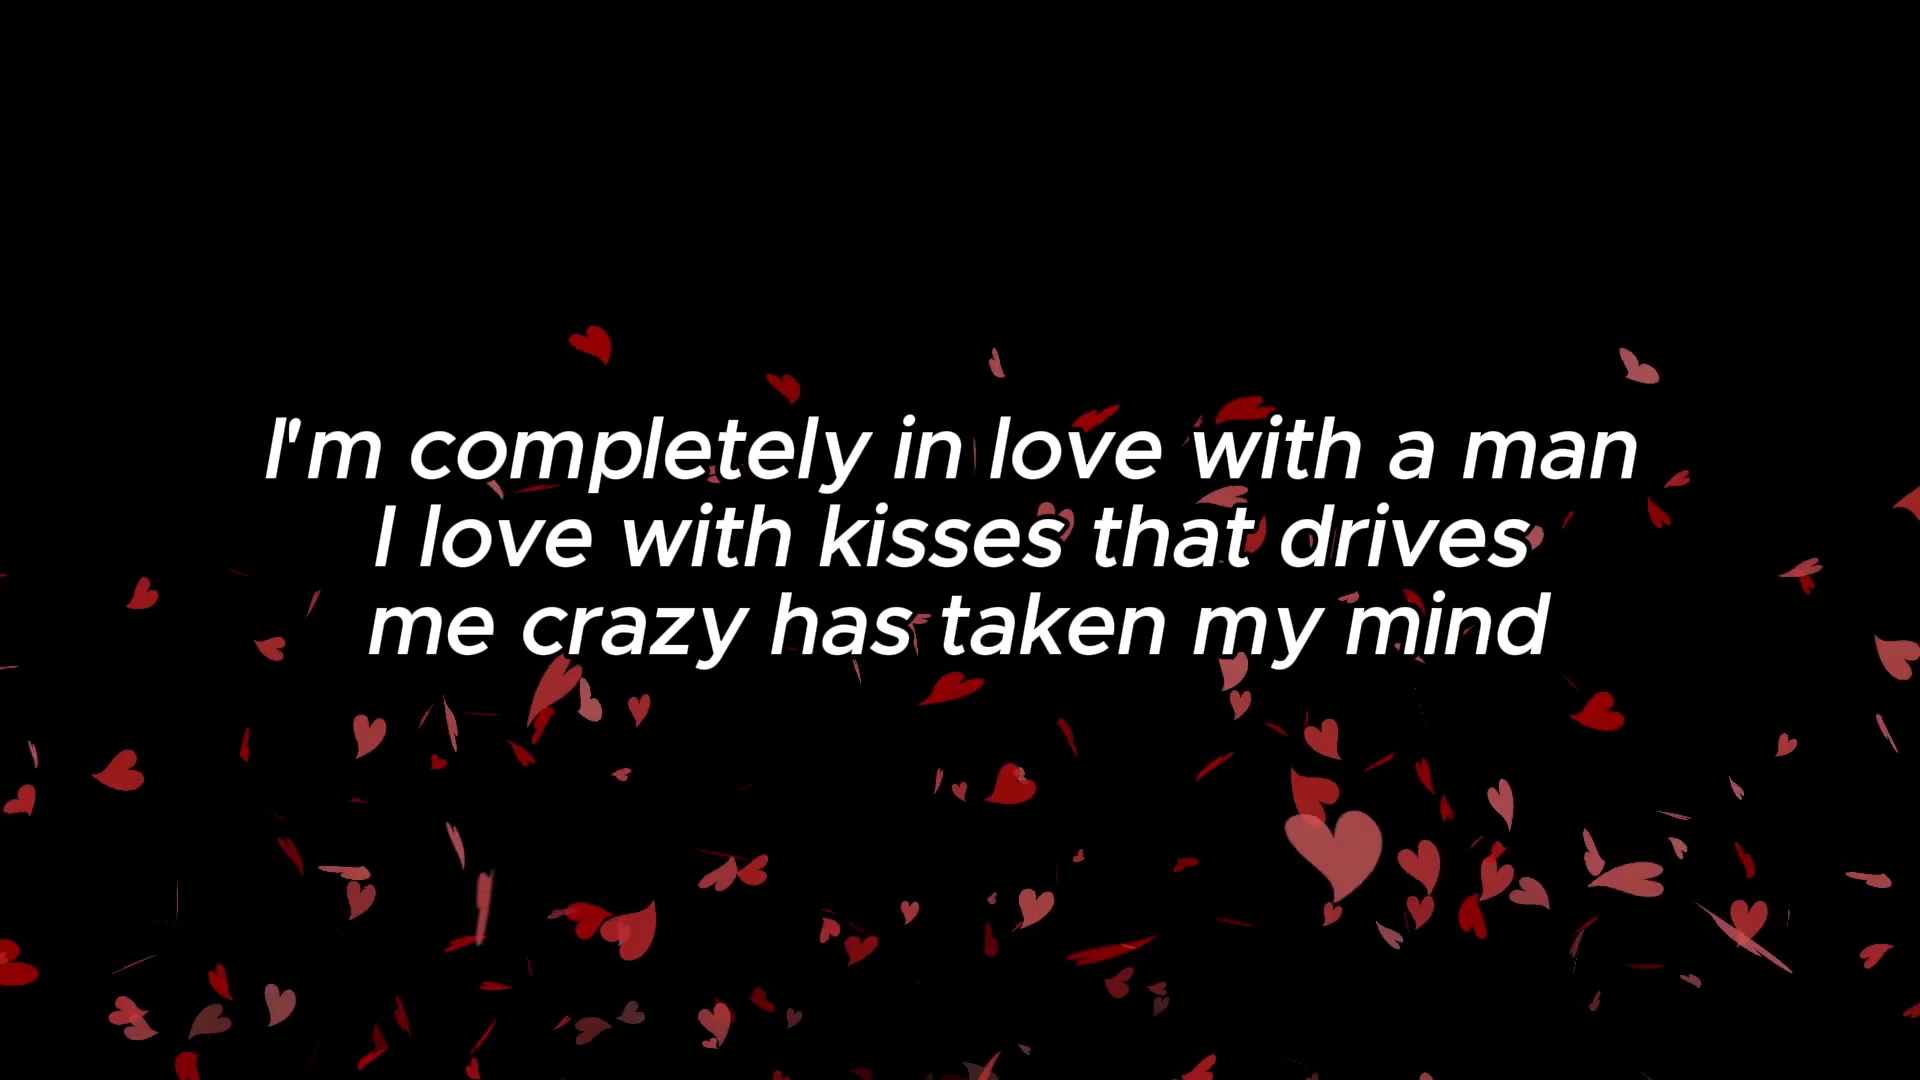 I'm completely in love with a man
I love with kisses that drives
me crazy has taken my mind